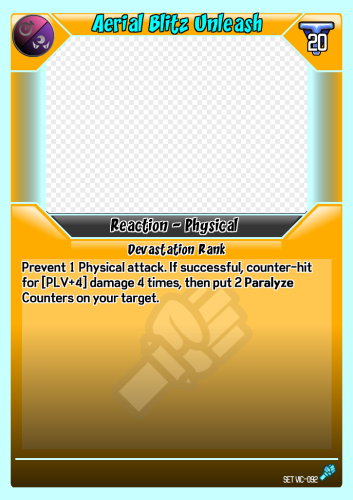 Aerial Blitz Unleash
20
Reaction - Physical
Devastation Rank
Prevent 1 Physical attack. If successful, counter-hit
for [PLV+4] damage 4 times, then put 2 Paralyze
Counters on your target.
SET VIC-092